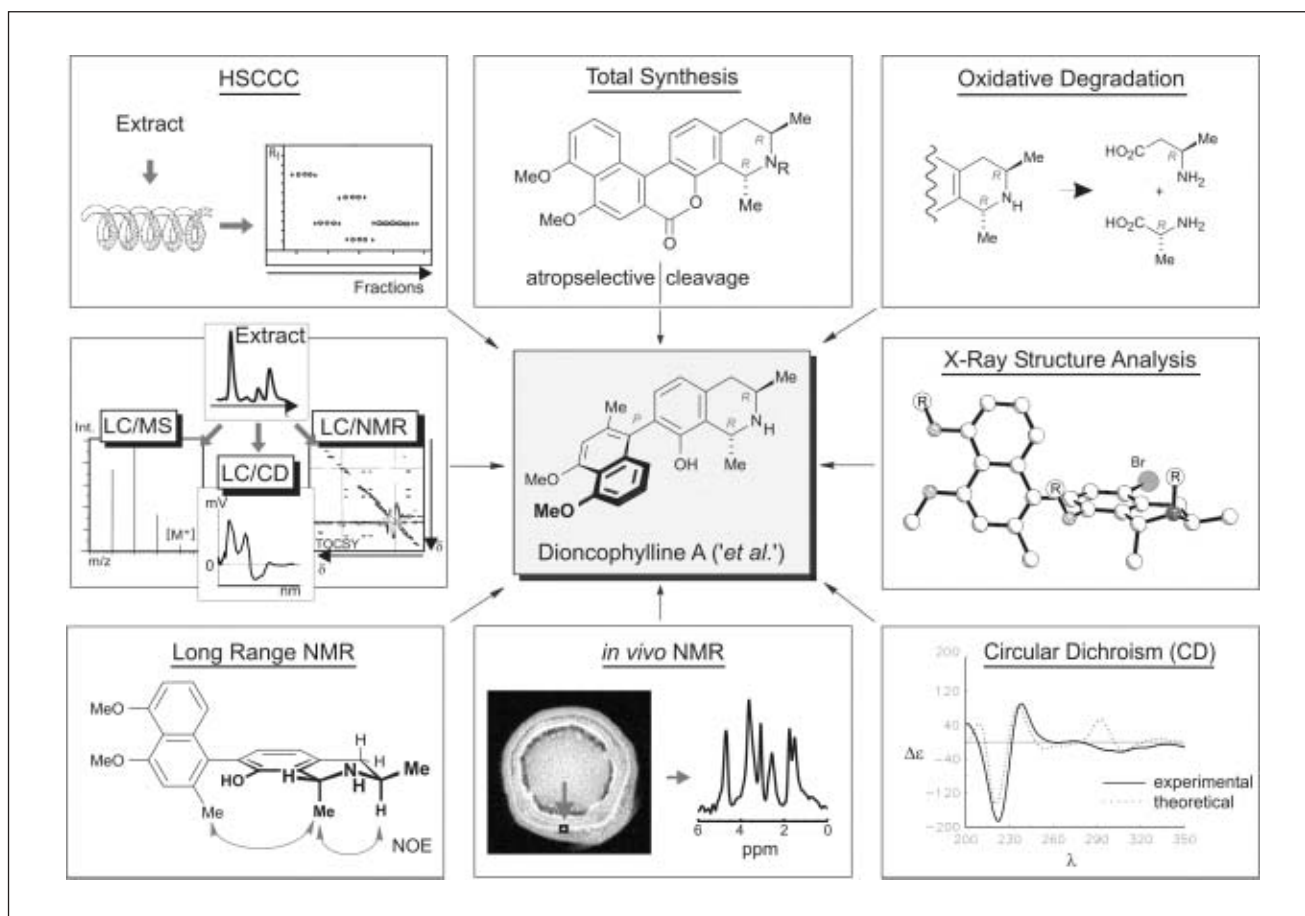 HSCCC
Extract
Rf
Fractions
Total Synthesis
Me
R
R
NR
Me
MeO
MeO
O
O
atropselective cleavage
Oxidative Degradation
Me
R
R
NH
Me
HO2C
Me
R
NH2
+
HO2C
R
NH2
Me
Extract
LC/MS
LC/NMR
LC/CD
Int.
[M+]
m/z
mV
0
nm
TOCSY
δ
δ
Me
Me
P
R
R
NH
OH
Me
MeO
MeO
Dioncophylline A ('et al.')
X-Ray Structure Analysis
R
Br
R
R
Long Range NMR
MeO
MeO
HO
H
H
H
N
H
Me
H
Me
Me
NOE
in vivo NMR
6 4 2 0
ppm
Circular Dichroism (CD)
200
120
40
-40
-120
-200
Δε
experimental
theoretical
200 230 260 290 320 350
λ